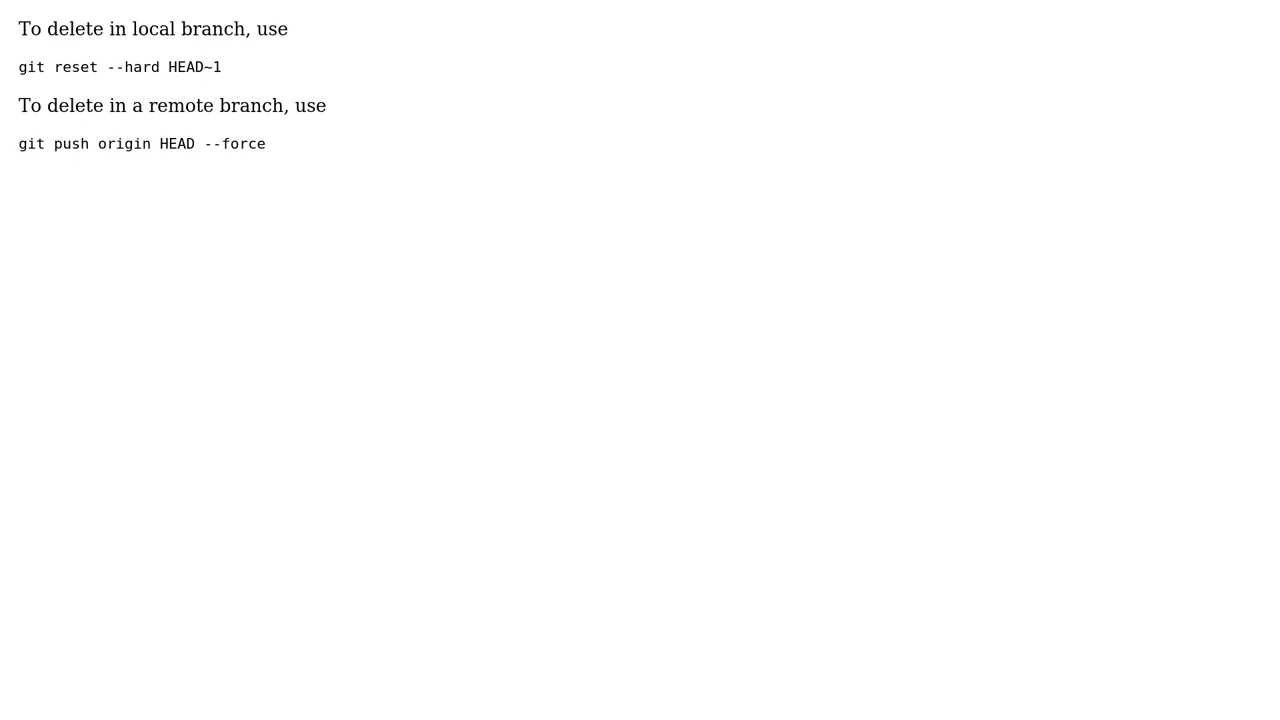 To delete in local branch, use
git reset --hard HEAD~1
To delete in a remote branch, use
git push origin HEAD --force